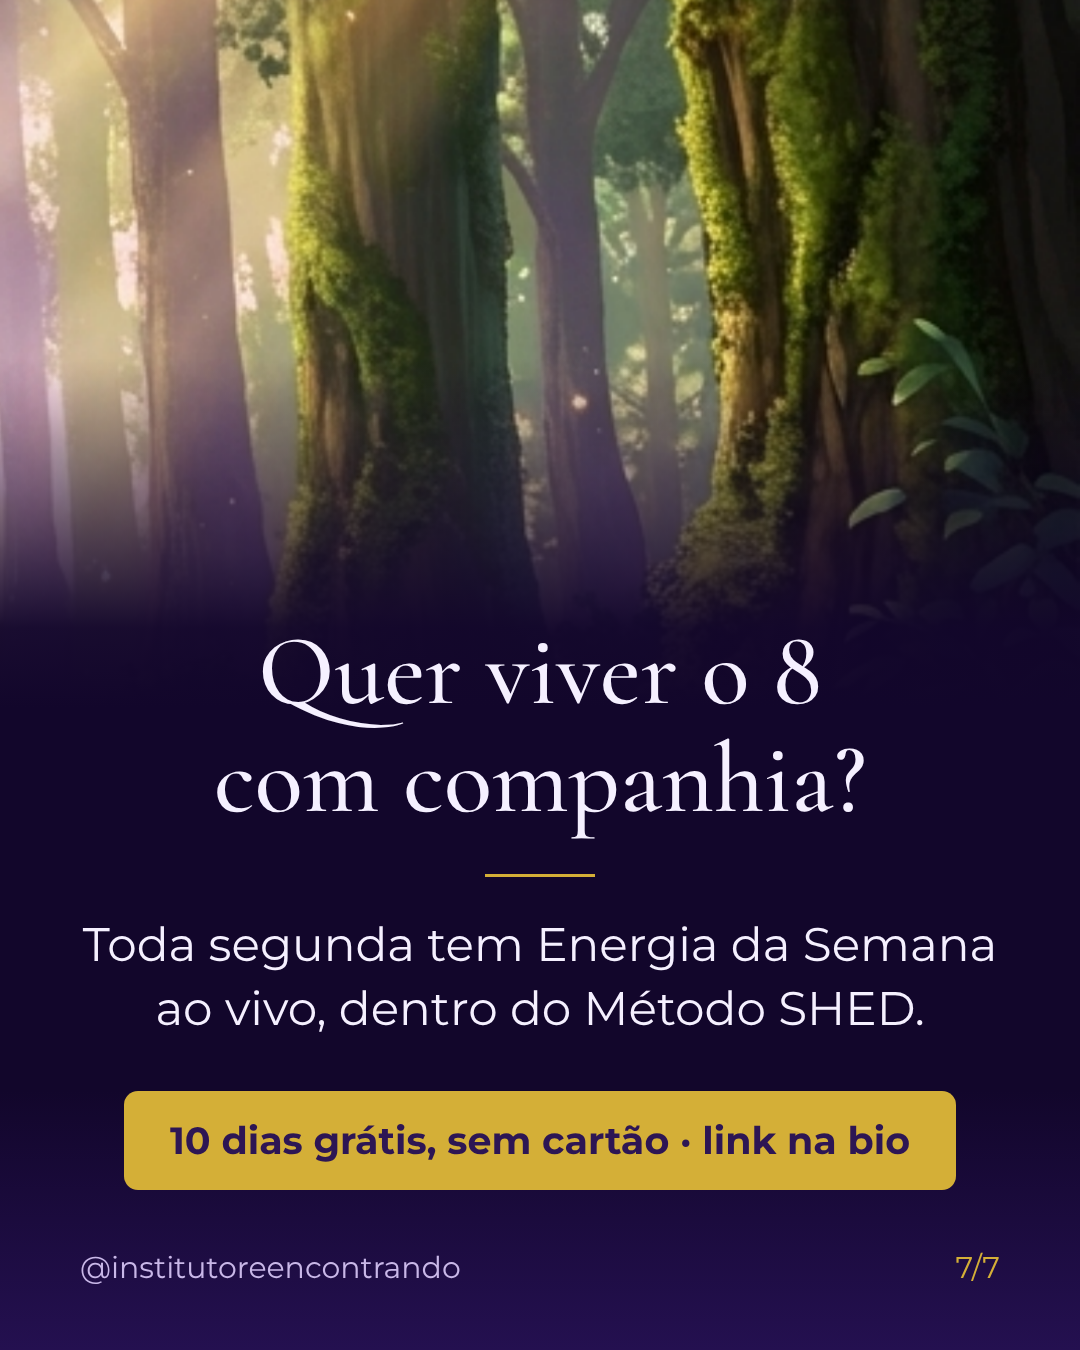 Quer viver o 8
com companhia?
Toda segunda tem Energia da Semana
ao vivo, dentro do Método SHED.
10 dias grátis, sem cartão · link na bio
@institutoreencontrando
7/7